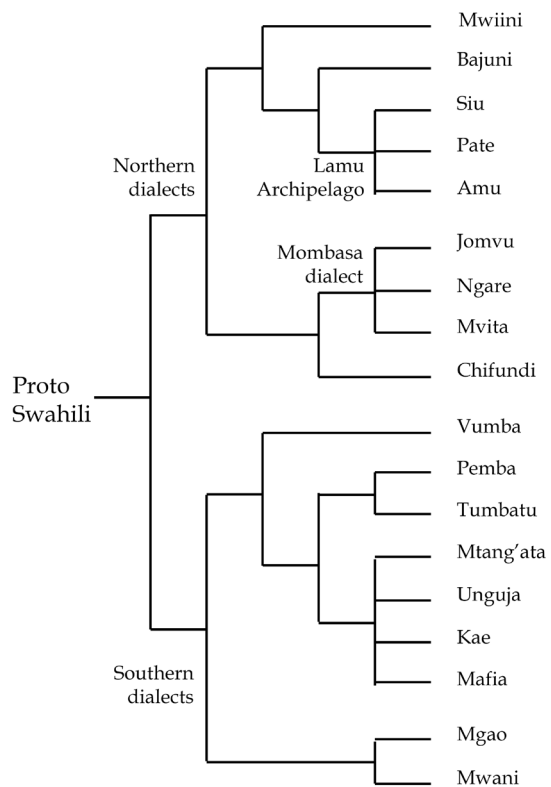 Mwiini
Bajuni
Siu
Pate
Amu
Northern
dialects
Lamu
Archipelago
Jomvu
Ngare
Mvita
Mombasa
dialect
Chifundi
Proto
Swahili
Vumba
Pemba
Tumbatu
Mtang'ata
Unguja
Kae
Mafia
Southern
dialects
Mgao
Mwani